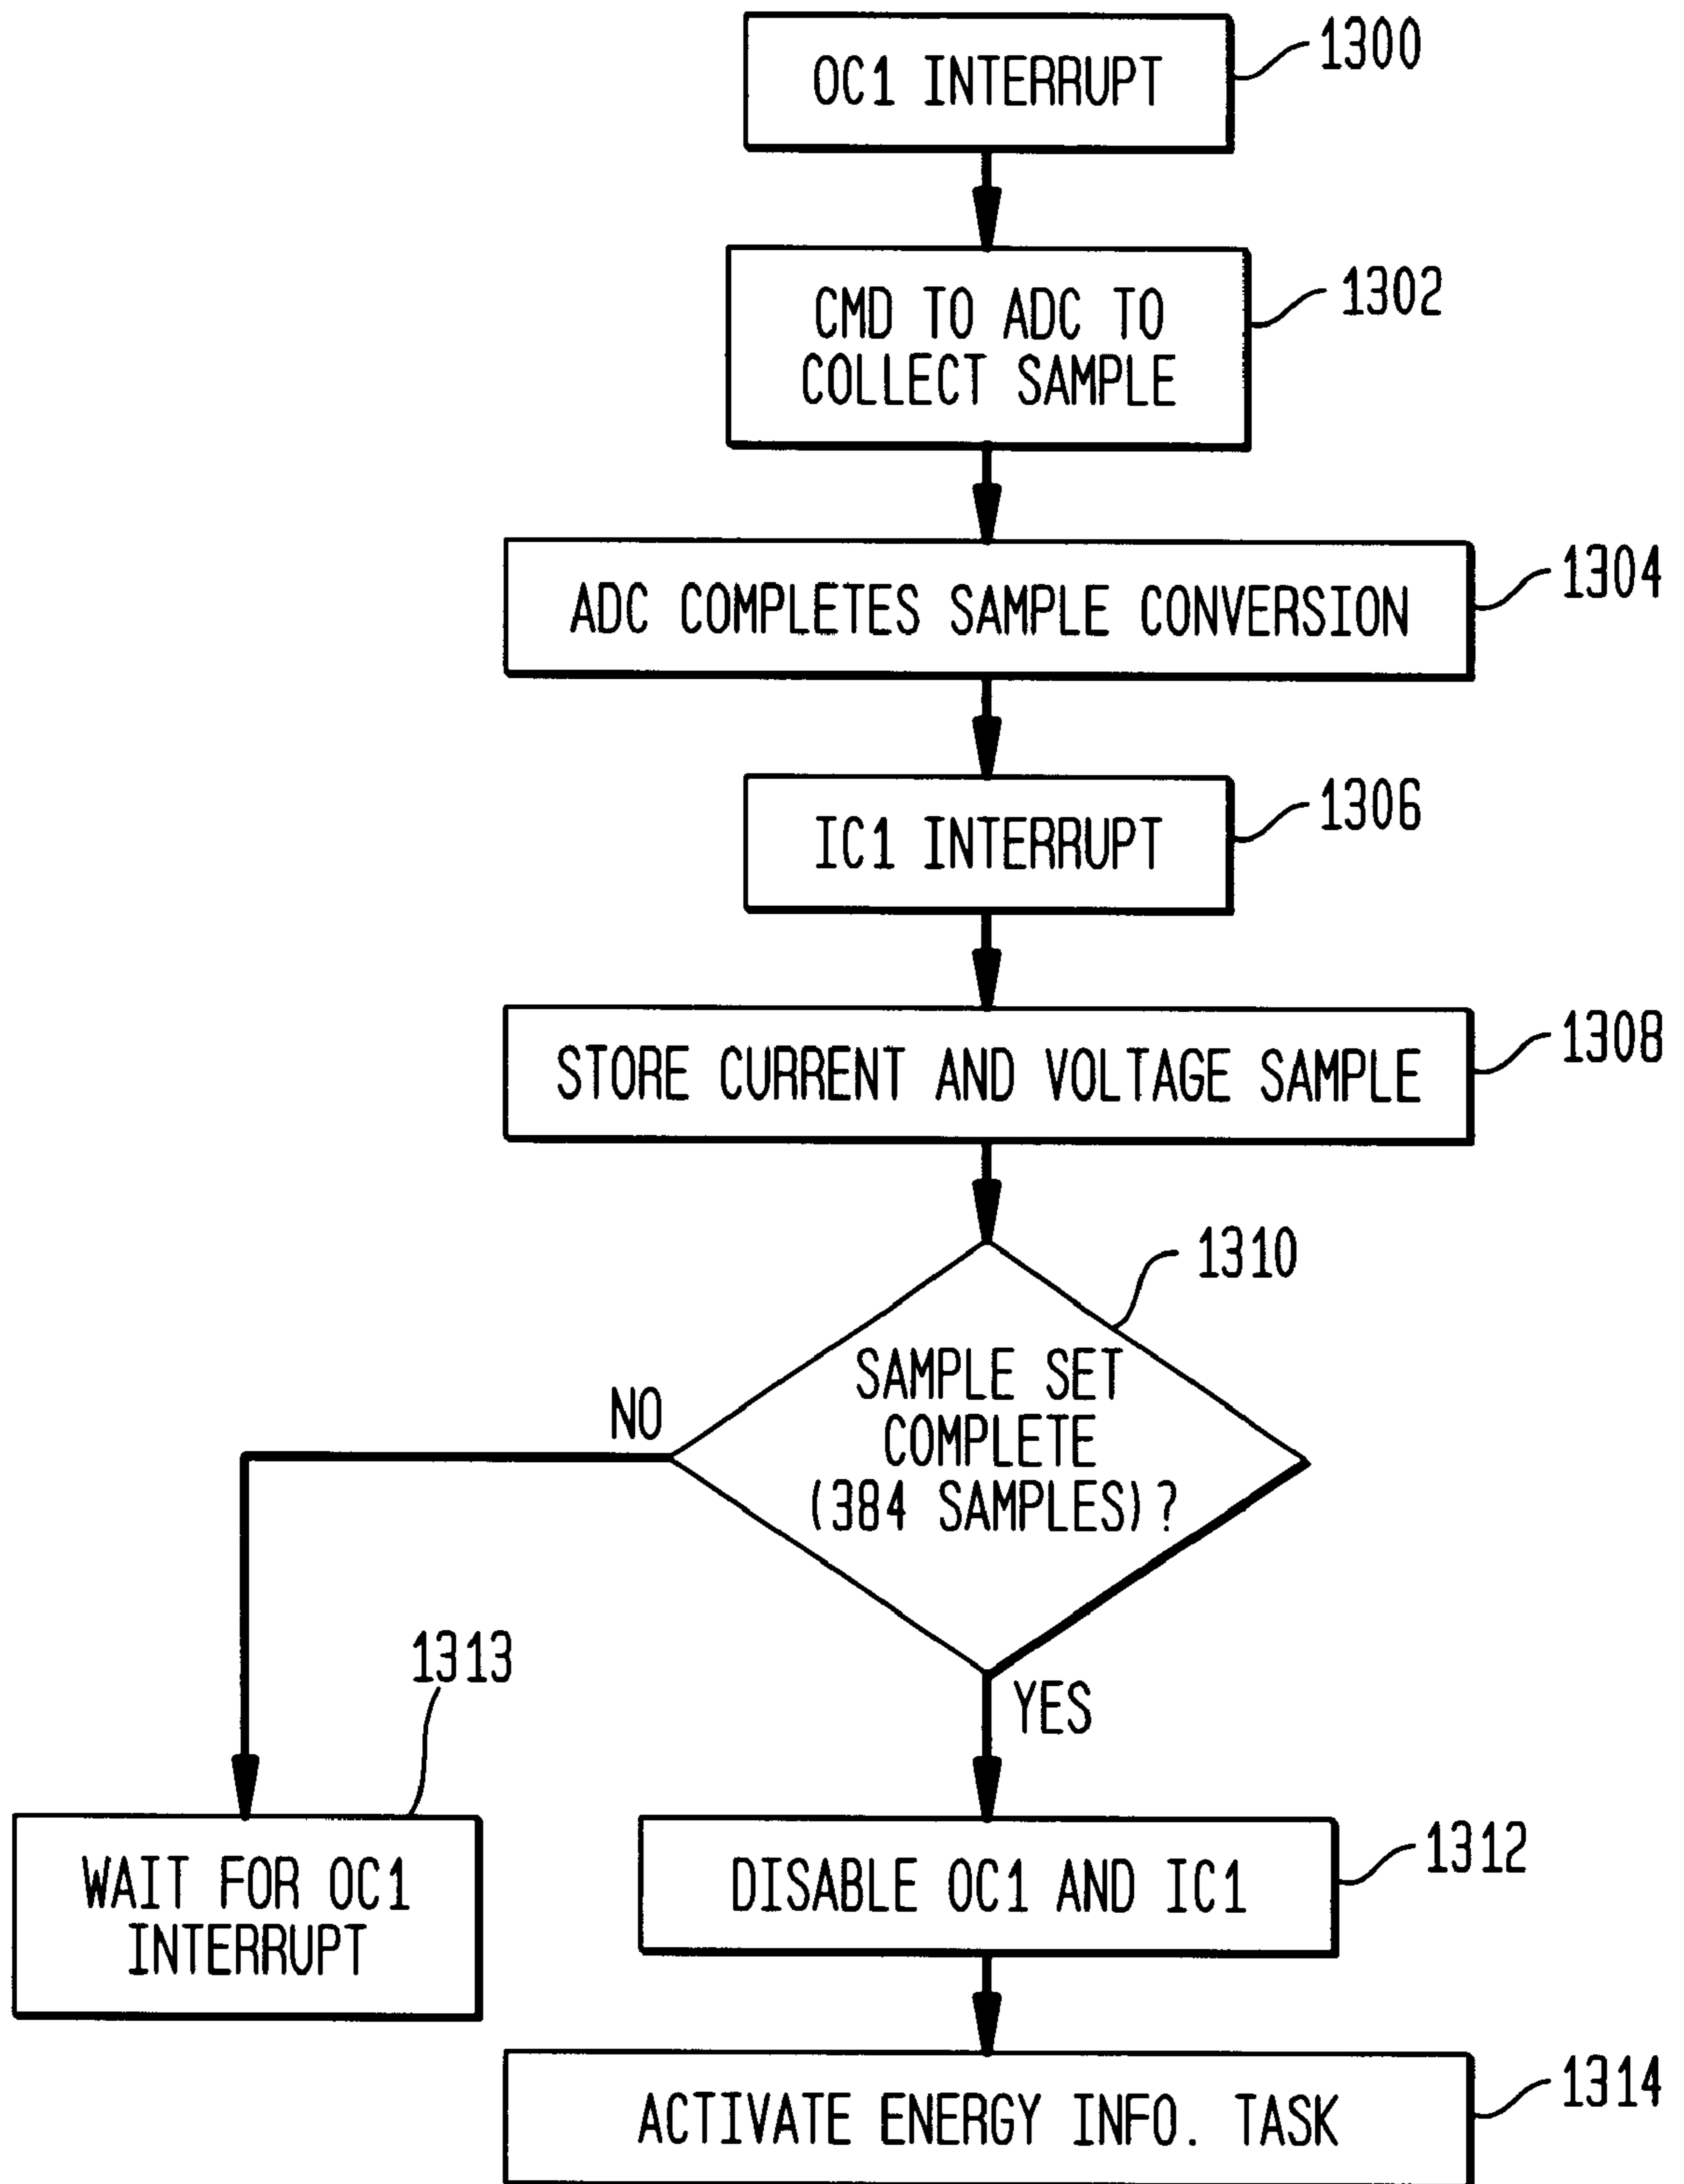 OC1 INTERRUPT
1300
CMD TO ADC TO
COLLECT SAMPLE
1302
ADC COMPLETES SAMPLE CONVERSION
1304
IC1 INTERRUPT
1306
STORE CURRENT AND VOLTAGE SAMPLE
1308
1310
SAMPLE SET
COMPLETE
(384 SAMPLES)?
NO
YES
1313
WAIT FOR OC1
INTERRUPT
DISABLE OC1 AND IC1
1312
ACTIVATE ENERGY INFO. TASK
1314